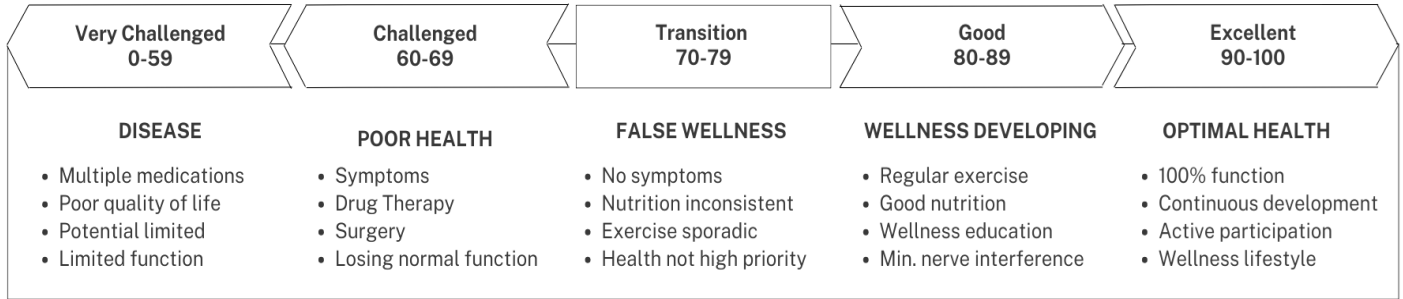 Very Challenged
0-59
Challenged
60-69
Transition
70-79
Good
80-89
Excellent
90-100
DISEASE
• Multiple medications
• Poor quality of life
• Potential limited
• Limited function
POOR HEALTH
• Symptoms
• Drug Therapy
• Surgery
• Losing normal function
FALSE WELLNESS
• No symptoms
• Nutrition inconsistent
• Exercise sporadic
• Health not high priority
WELLNESS DEVELOPING
• Regular exercise
• Good nutrition
• Wellness education
• Min. nerve interference
OPTIMAL HEALTH
• 100% function
• Continuous development
• Active participation
• Wellness lifestyle